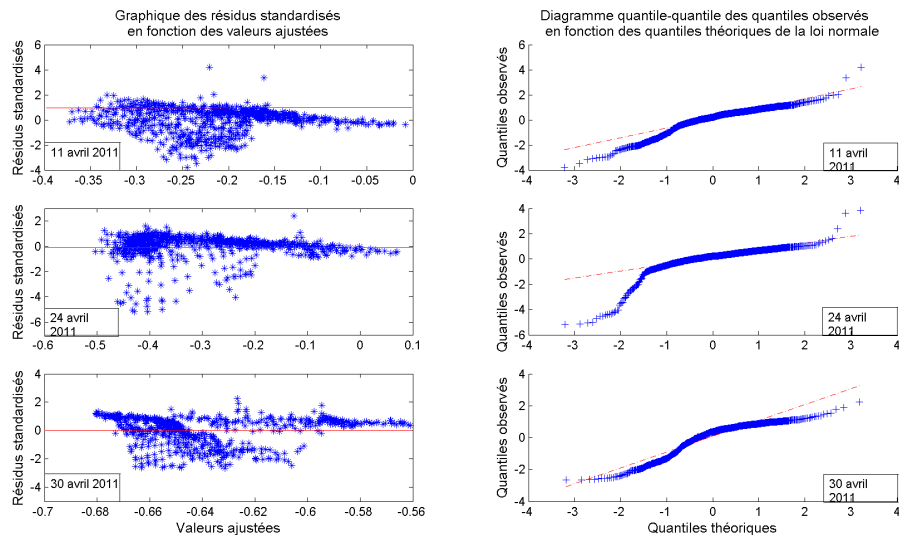 Graphique des résidus standardisés
en fonction des valeurs ajustées
Diagramme quantile-quantile des quantiles observés
en fonction des quantiles théoriques de la loi normale
Résidus standardisés
6
4
2
0
-2
-4
11 avril 2011
-0.4 -0.35 -0.3 -0.25 -0.2 -0.15 -0.1 -0.05 0
Quantiles observés
6
4
2
0
-2
-4
11 avril
2011
-4 -3 -2 -1 0 1 2 3 4
Résidus standardisés
2
0
-2
-4
-6
24 avril
2011
-0.6 -0.5 -0.4 -0.3 -0.2 -0.1 0 0.1
Quantiles observés
4
2
0
-2
-4
-6
24 avril
2011
-4 -3 -2 -1 0 1 2 3 4
Résidus standardisés
4
2
0
-2
-4
30 avril 2011
-0.7 -0.68 -0.66 -0.64 -0.62 -0.6 -0.58 -0.56
Valeurs ajustées
Quantiles observés
6
4
2
0
-2
-4
30 avril
2011
-4 -3 -2 -1 0 1 2 3 4
Quantiles théoriques